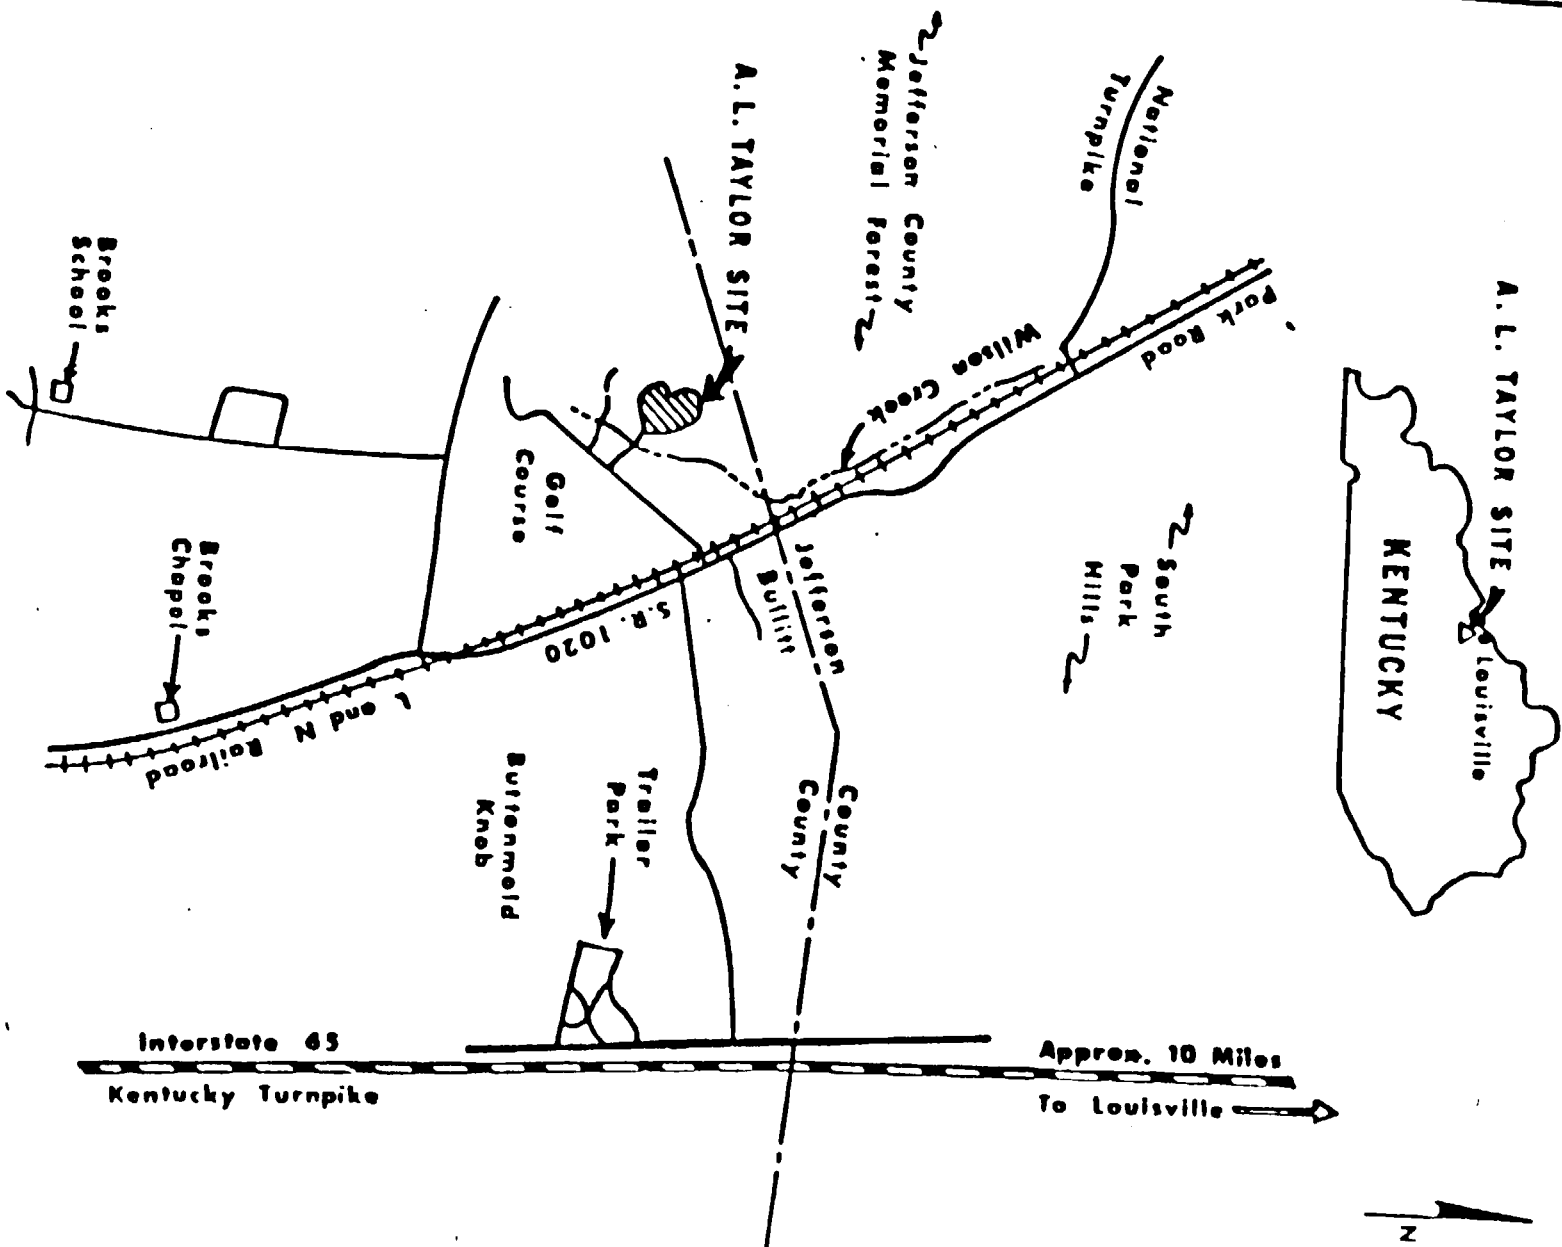 A. L. TAYLOR SITE
KENTUCKY
Louisville
National
Turnpike
Park Road
Jefferson County
Memorial Forest
Wilson Creek
South
Park
Hills
A. L. TAYLOR SITE
Jefferson
County
Bullitt
County
Golf
Course
S.R. 1020
Brooks
School
Brooks
Chapel
L and N Railroad
Trailer
Park
Buttonmold
Knob
Interstate 65
Kentucky Turnpike
Approx. 10 Miles
To Louisville
N